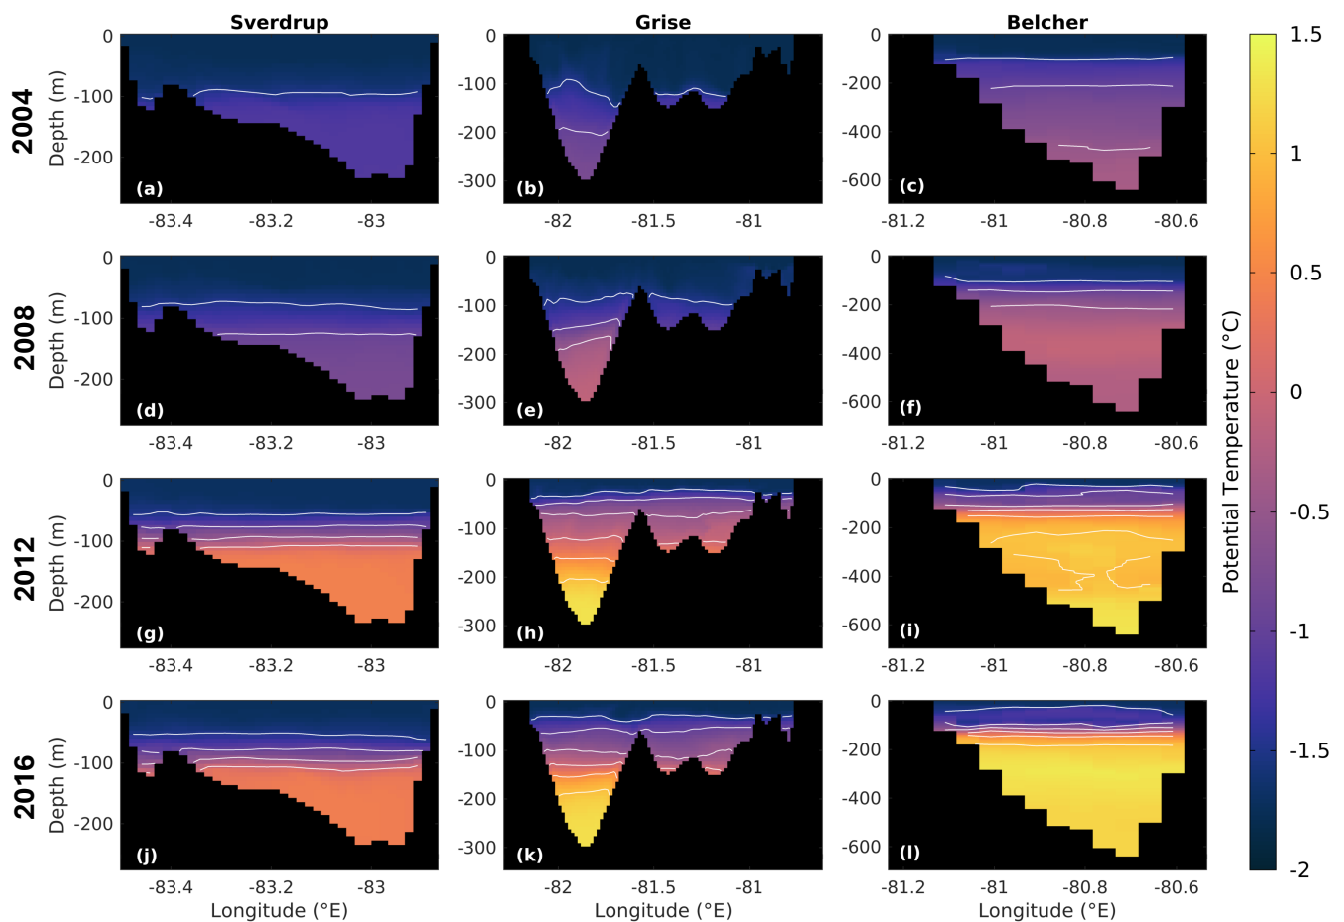 Sverdrup Grise Belcher
2004
Depth (m)
0 -100 -200
(a)
-83.4 -83.2 -83
0 -100 -200 -300
(b)
-82 -81.5 -81
0 -200 -400 -600
(c)
-81.2 -81 -80.8 -80.6
2008
Depth (m)
0 -100 -200
(d)
-83.4 -83.2 -83
0 -100 -200 -300
(e)
-82 -81.5 -81
0 -200 -400 -600
(f)
-81.2 -81 -80.8 -80.6
2012
Depth (m)
0 -100 -200
(g)
-83.4 -83.2 -83
0 -100 -200 -300
(h)
-82 -81.5 -81
0 -200 -400 -600
(i)
-81.2 -81 -80.8 -80.6
2016
Depth (m)
0 -100 -200
(j)
-83.4 -83.2 -83
Longitude (°E)
0 -100 -200 -300
(k)
-82 -81.5 -81
Longitude (°E)
0 -200 -400 -600
(l)
-81.2 -81 -80.8 -80.6
Longitude (°E)
Potential Temperature (°C)
1.5
1
0.5
0
-0.5
-1
-1.5
-2